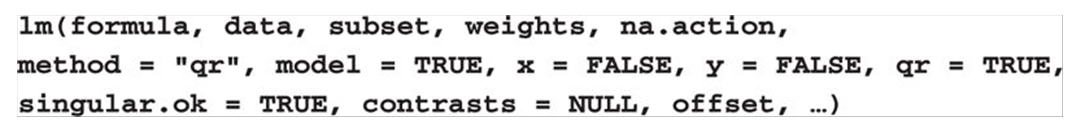 lm(formula, data, subset, weights, na.action,
method = "qr", model = TRUE, x = FALSE, y = FALSE, qr = TRUE,
singular.ok = TRUE, contrasts = NULL, offset, …)